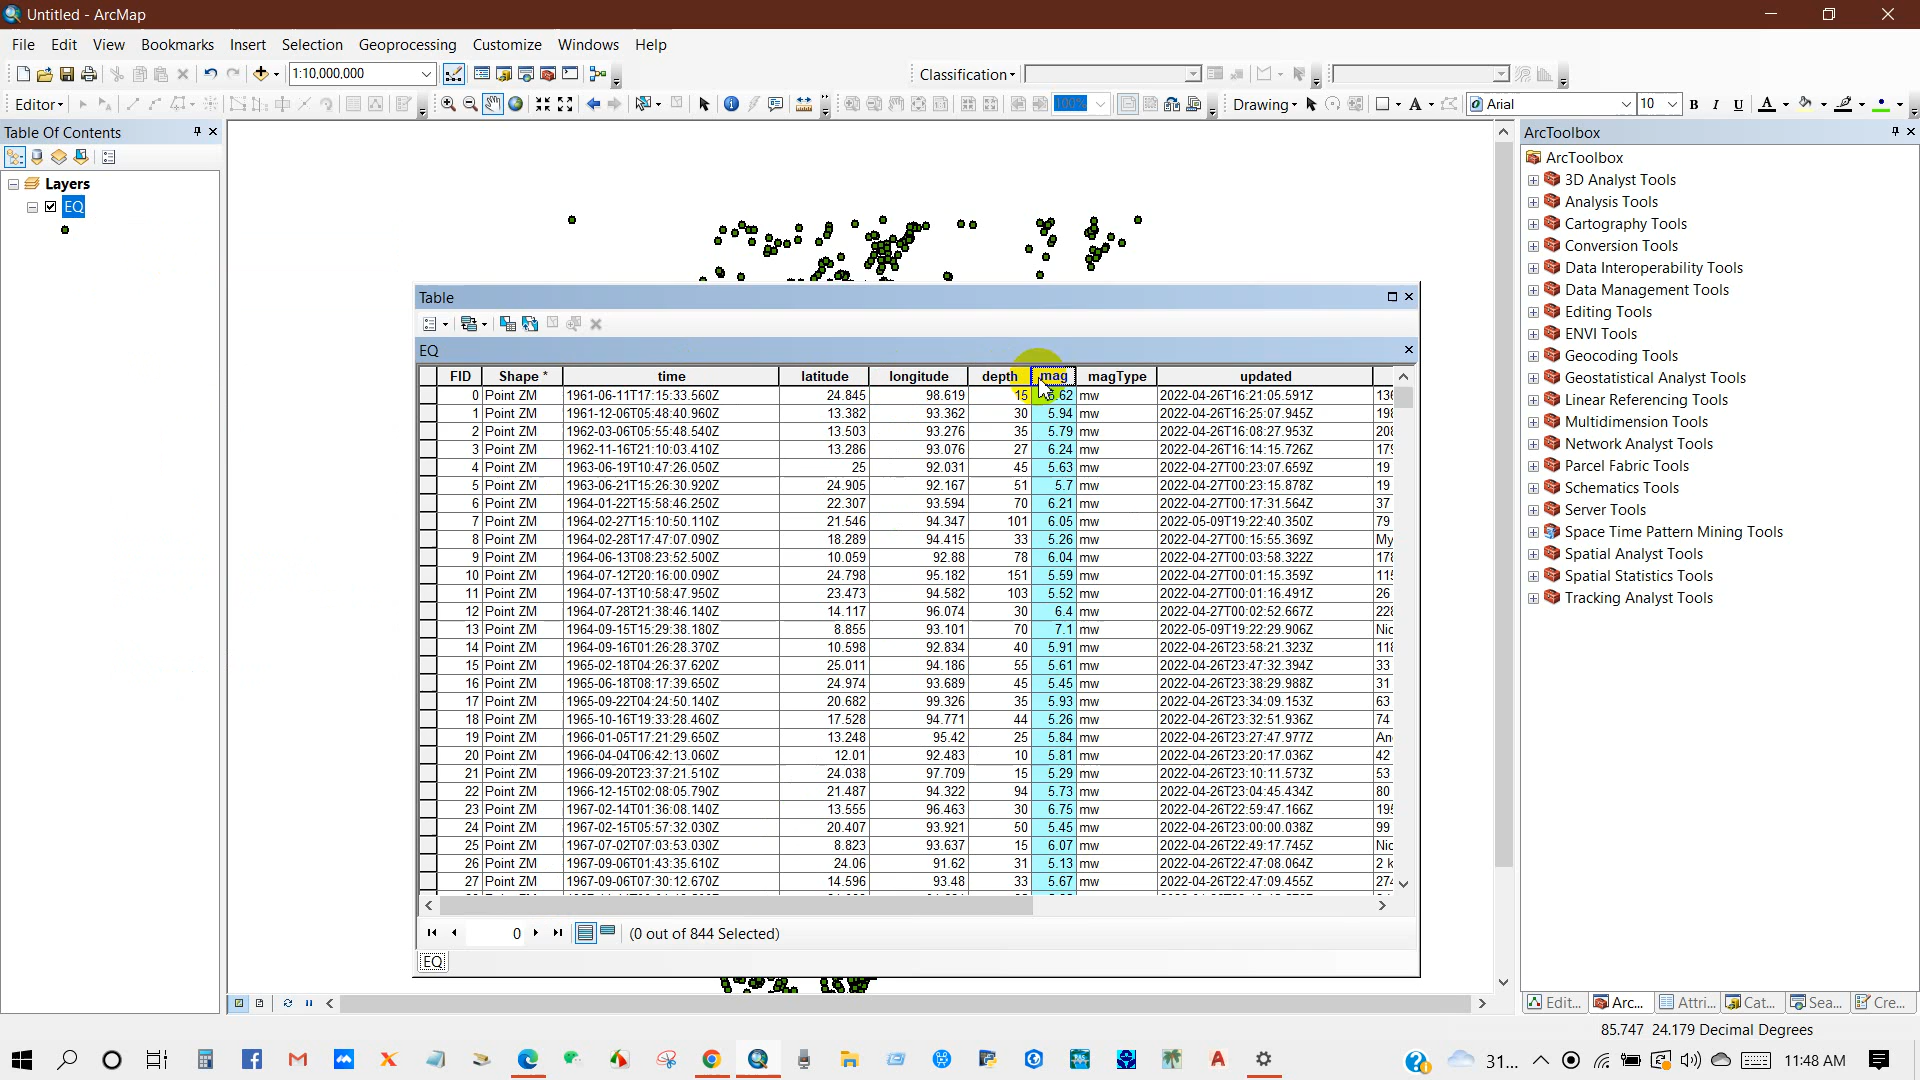 Untitled - ArcMap
File Edit View Bookmarks Insert Selection Geoprocessing Customize Windows Help
1:10,000,000
Classification
Editor
100%
Drawing
Arial
10
B I U A
Table Of Contents
Layers
EQ
Table
EQ
FID Shape * time latitude longitude depth mag magType updated
0 Point ZM 1961-06-11T17:15:33.560Z 24.845 98.619 15 5.62 mw 2022-04-26T16:21:05.591Z
1 Point ZM 1961-12-06T05:48:40.960Z 13.382 93.362 30 5.94 mw 2022-04-26T16:25:07.945Z
2 Point ZM 1962-03-06T05:55:48.540Z 13.503 93.276 35 5.79 mw 2022-04-26T16:08:27.953Z
3 Point ZM 1962-11-16T21:10:03.410Z 13.286 93.076 27 6.24 mw 2022-04-26T16:14:15.726Z
4 Point ZM 1963-06-19T10:47:26.050Z 25 92.031 45 5.63 mw 2022-04-27T00:23:07.659Z 19
5 Point ZM 1963-06-21T15:26:30.920Z 24.905 92.167 51 5.7 mw 2022-04-27T00:23:15.878Z 19
6 Point ZM 1964-01-22T15:58:46.250Z 22.307 93.594 70 6.21 mw 2022-04-27T00:17:31.564Z 37
7 Point ZM 1964-02-27T15:10:50.110Z 21.546 94.347 101 6.05 mw 2022-05-09T19:22:40.350Z 79
8 Point ZM 1964-02-28T17:47:07.090Z 18.289 94.415 33 5.26 mw 2022-04-27T00:15:55.369Z My
9 Point ZM 1964-06-13T08:23:52.500Z 10.059 92.88 78 6.04 mw 2022-04-27T00:03:58.322Z 178
10 Point ZM 1964-07-12T20:16:00.090Z 24.798 95.182 151 5.59 mw 2022-04-27T00:01:15.359Z 115
11 Point ZM 1964-07-13T10:58:47.950Z 23.473 94.582 103 5.52 mw 2022-04-27T00:01:16.491Z 26
12 Point ZM 1964-07-28T21:38:46.140Z 14.117 96.074 30 6.4 mw 2022-04-27T00:02:52.667Z 228
13 Point ZM 1964-09-15T15:29:38.180Z 8.855 93.101 70 7.1 mw 2022-05-09T19:22:29.906Z Nic
14 Point ZM 1964-09-16T01:26:28.370Z 10.598 92.834 40 5.91 mw 2022-04-26T23:58:21.323Z 118
15 Point ZM 1965-02-18T04:26:37.620Z 25.011 94.186 55 5.61 mw 2022-04-26T23:47:32.394Z 33
16 Point ZM 1965-06-18T08:17:39.650Z 24.974 93.689 45 5.45 mw 2022-04-26T23:38:29.988Z 31
17 Point ZM 1965-09-22T04:24:50.140Z 20.682 99.326 35 5.93 mw 2022-04-26T23:34:09.153Z 63
18 Point ZM 1965-10-16T19:33:28.460Z 17.528 94.771 44 5.26 mw 2022-04-26T23:32:51.936Z 74
19 Point ZM 1966-01-05T17:21:29.650Z 13.248 95.42 25 5.84 mw 2022-04-26T23:27:47.977Z An
20 Point ZM 1966-04-04T06:42:13.060Z 12.01 92.483 10 5.81 mw 2022-04-26T23:20:17.036Z 42
21 Point ZM 1966-09-20T23:37:21.510Z 24.038 97.709 15 5.29 mw 2022-04-26T23:10:11.573Z 53
22 Point ZM 1966-12-15T02:08:05.790Z 21.487 94.322 94 5.73 mw 2022-04-26T23:04:45.434Z 80
23 Point ZM 1967-02-14T01:36:08.140Z 13.555 96.463 30 6.75 mw 2022-04-26T22:59:47.166Z 195
24 Point ZM 1967-02-15T05:57:32.030Z 20.407 93.921 50 5.45 mw 2022-04-26T23:00:00.038Z 99
25 Point ZM 1967-07-02T07:03:53.030Z 8.823 93.637 15 6.07 mw 2022-04-26T22:49:17.745Z Nic
26 Point ZM 1967-09-06T01:43:35.610Z 24.06 91.62 31 5.13 mw 2022-04-26T22:47:08.064Z 2 k
27 Point ZM 1967-09-06T07:30:12.670Z 14.596 93.48 33 5.67 mw 2022-04-26T22:47:09.455Z 274
0
(0 out of 844 Selected)
EQ
ArcToolbox
ArcToolbox
3D Analyst Tools
Analysis Tools
Cartography Tools
Conversion Tools
Data Interoperability Tools
Data Management Tools
Editing Tools
ENVI Tools
Geocoding Tools
Geostatistical Analyst Tools
Linear Referencing Tools
Multidimension Tools
Network Analyst Tools
Parcel Fabric Tools
Schematics Tools
Server Tools
Space Time Pattern Mining Tools
Spatial Analyst Tools
Spatial Statistics Tools
Tracking Analyst Tools
Edit... Arc... Attri... Cat... Sea... Cre...
85.747 24.179 Decimal Degrees
31... 11:48 AM